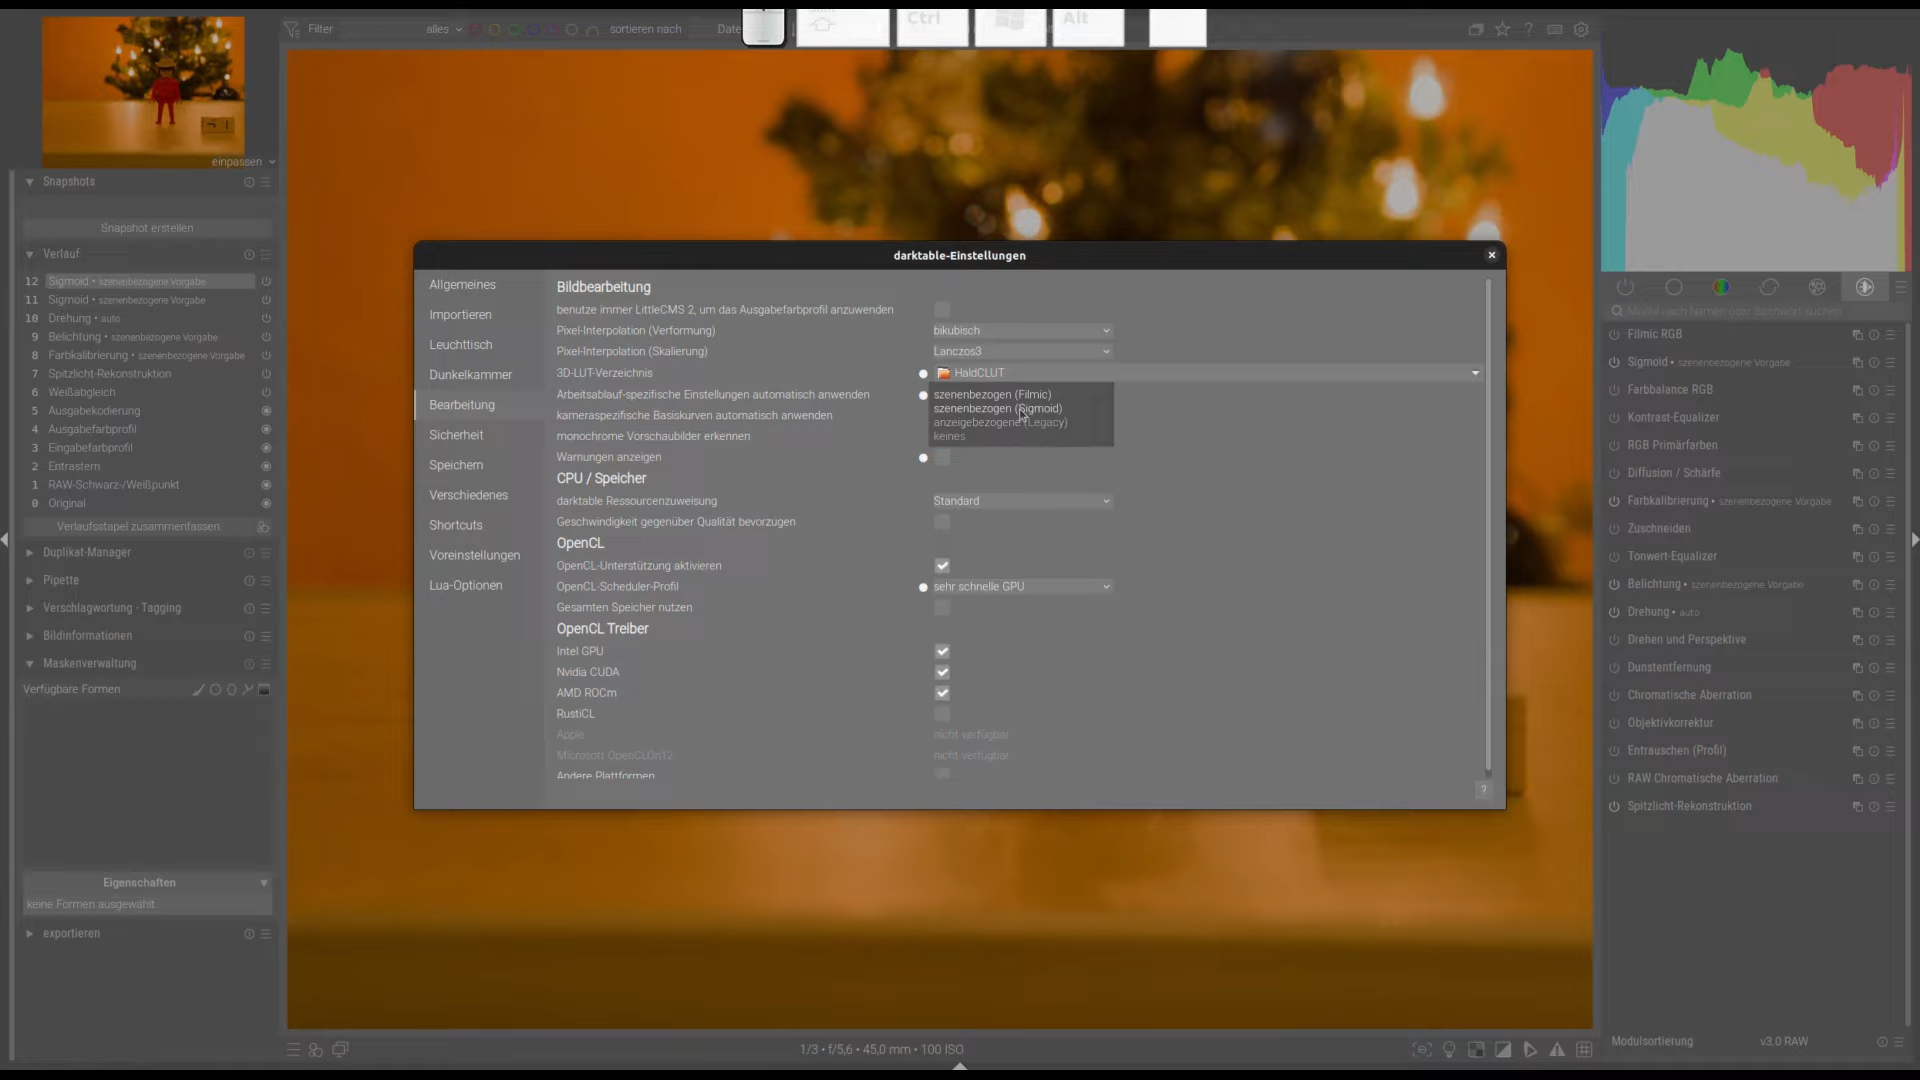 Ctrl
Alt
Filter
alles
sortieren nach
Date
einpassen
Snapshots
Snapshot erstellen
Verlauf
12 Sigmoid • szenenbezogene Vorgabe
11 Sigmoid • szenenbezogene Vorgabe
10 Drehung • auto
9 Belichtung • szenenbezogene Vorgabe
8 Farbkalibrierung • szenenbezogene Vorgabe
7 Spitzlicht-Rekonstruktion
6 Weißabgleich
5 Ausgabekodierung
4 Ausgabefarbprofil
3 Eingabefarbprofil
2 Entrastern
1 RAW-Schwarz-/Weißpunkt
0 Original
Verlaufsstapel zusammenfassen
Duplikat-Manager
Pipette
Verschlagwortung - Tagging
Bildinformationen
Maskenverwaltung
Verfügbare Formen
Eigenschaften
keine Formen ausgewählt
exportieren
darktable-Einstellungen
Allgemeines
Importieren
Leuchttisch
Dunkelkammer
Bearbeitung
Sicherheit
Speichern
Verschiedenes
Shortcuts
Voreinstellungen
Lua-Optionen
Bildbearbeitung
benutze immer LittleCMS 2, um das Ausgabefarbprofil anzuwenden
Pixel-Interpolation (Verformung) bikubisch
Pixel-Interpolation (Skalierung) Lanczos3
3D-LUT-Verzeichnis HaldCLUT
Arbeitsablauf-spezifische Einstellungen automatisch anwenden
szenenbezogen (Filmic)
szenenbezogen (Sigmoid)
anzeigebezogene (Legacy)
keines
kameraspezifische Basiskurven automatisch anwenden
monochrome Vorschaubilder erkennen
Warnungen anzeigen
CPU / Speicher
darktable Ressourcenzuweisung Standard
Geschwindigkeit gegenüber Qualität bevorzugen
OpenCL
OpenCL-Unterstützung aktivieren
OpenCL-Scheduler-Profil sehr schnelle GPU
Gesamten Speicher nutzen
OpenCL Treiber
Intel GPU
Nvidia CUDA
AMD ROCm
RustiCL
Apple nicht verfügbar
Microsoft OpenCLOn12 nicht verfügbar
Andere Plattformen
?
Modul nach Namen oder Stichwort suchen
Filmic RGB
Sigmoid • szenenbezogene Vorgabe
Farbbalance RGB
Kontrast-Equalizer
RGB Primärfarben
Diffusion / Schärfe
Farbkalibrierung • szenenbezogene Vorgabe
Zuschneiden
Tonwert-Equalizer
Belichtung • szenenbezogene Vorgabe
Drehung • auto
Drehen und Perspektive
Dunstentfernung
Chromatische Aberration
Objektivkorrektur
Entrauschen (Profil)
RAW Chromatische Aberration
Spitzlicht-Rekonstruktion
1/3 • f/5,6 • 45,0 mm • 100 ISO
Modulsortierung v3.0 RAW